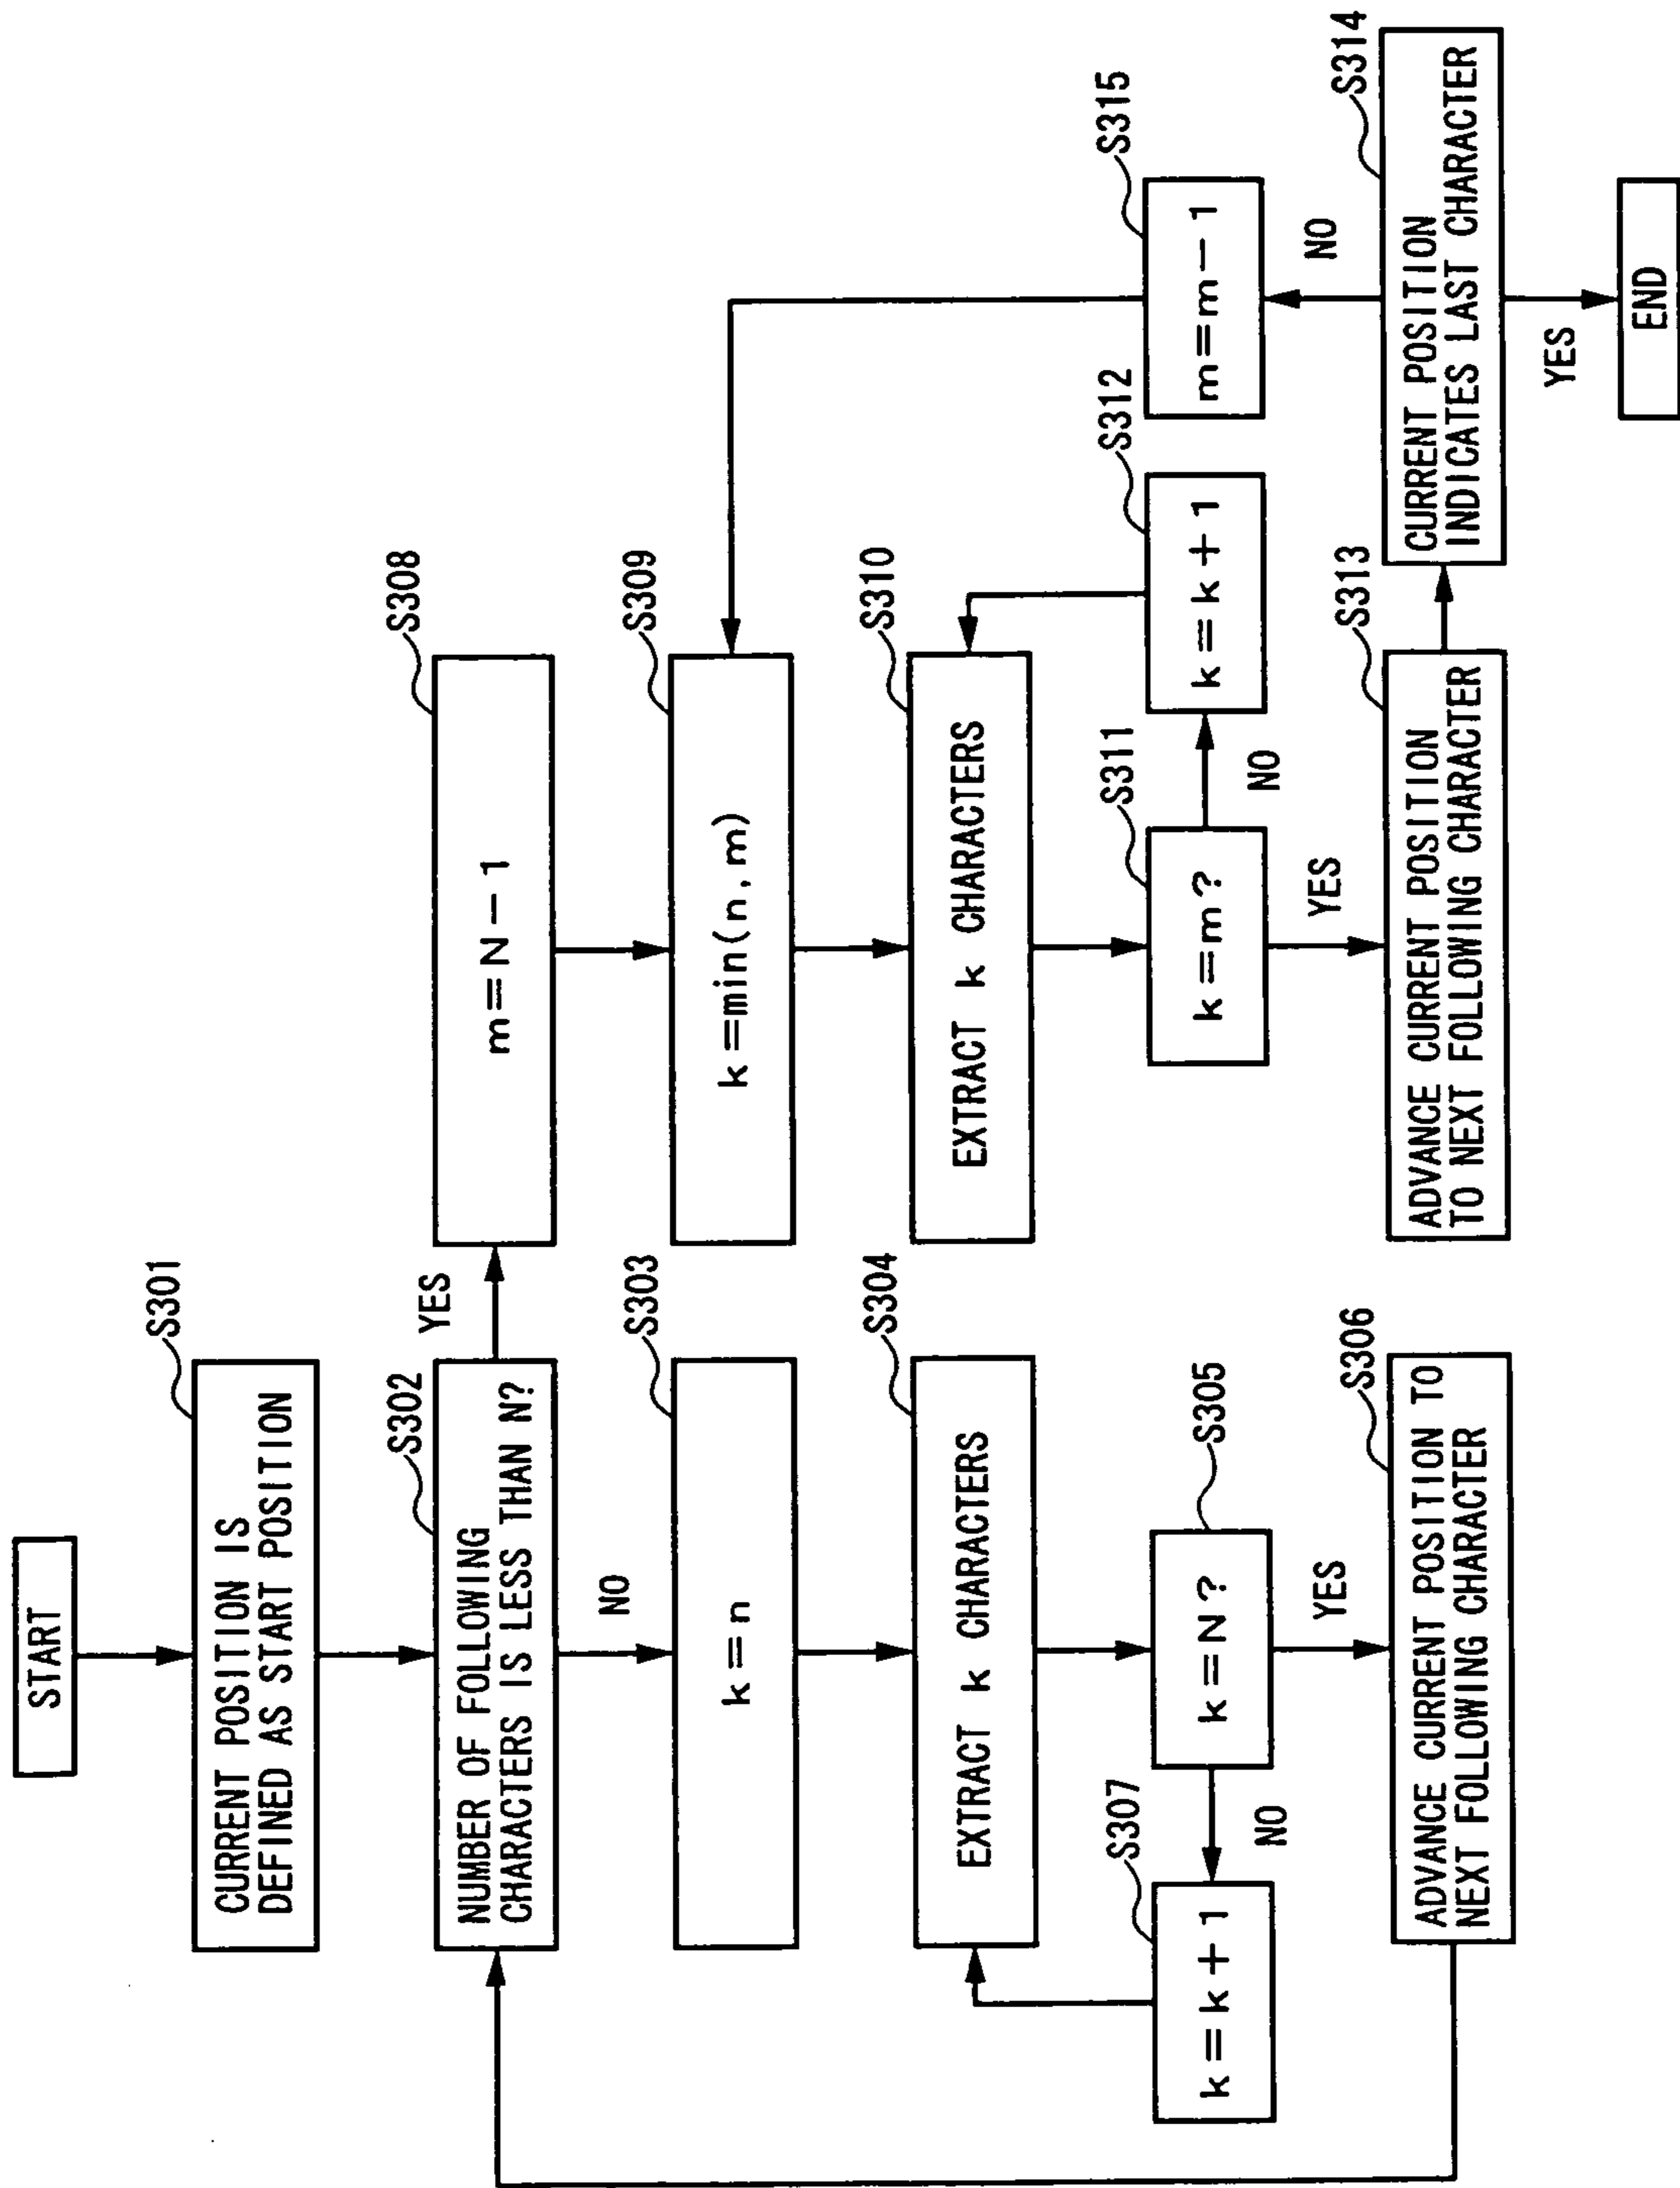 START
S301
CURRENT POSITION IS
DEFINED AS START POSITION
S302
NUMBER OF FOLLOWING
CHARACTERS IS LESS THAN N?
YES
NO
S303
k=n
S304
EXTRACT k CHARACTERS
S305
k=N?
NO
YES
S307
k=k+1
S306
ADVANCE CURRENT POSITION TO
NEXT FOLLOWING CHARACTER
S308
m=N-1
S309
k=min(n,m)
S310
EXTRACT k CHARACTERS
S311
k=m?
NO
YES
S312
k=k+1
S313
ADVANCE CURRENT POSITION
TO NEXT FOLLOWING CHARACTER
S315
m=m-1
NO
S314
CURRENT POSITION
INDICATES LAST CHARACTER
YES
END